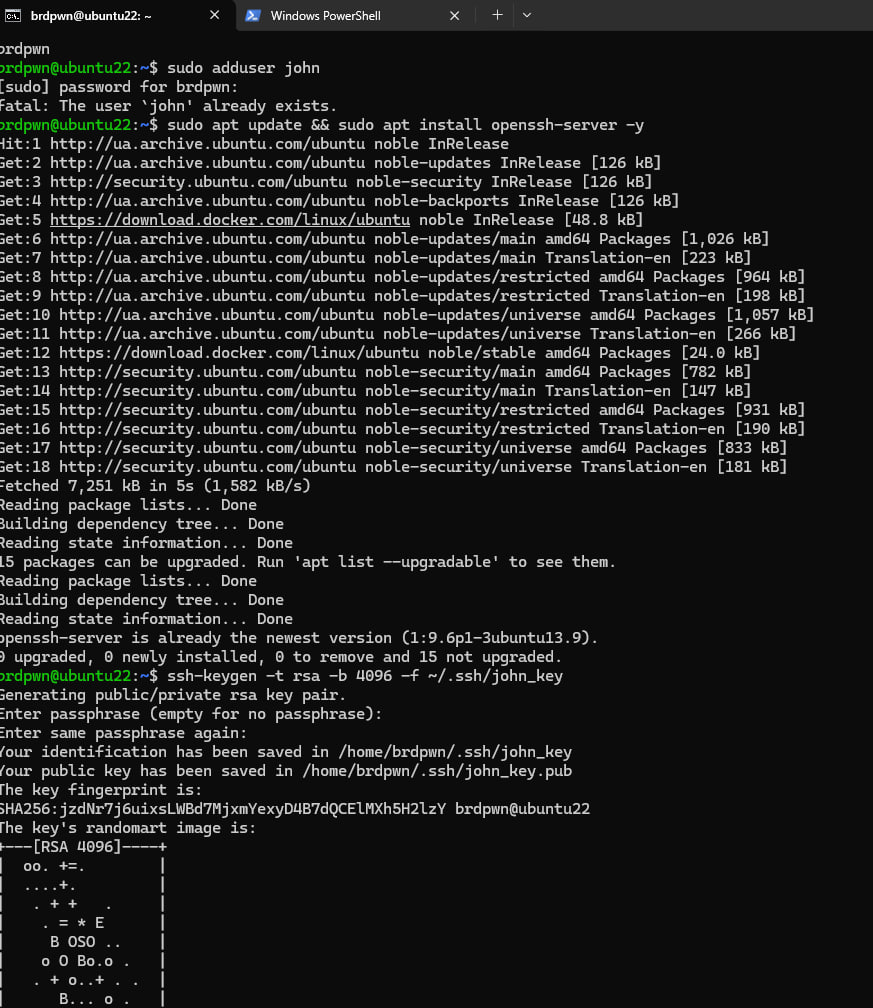 brdpwn@ubuntu22: ~
Windows PowerShell
brdpwn
brdpwn@ubuntu22:~$ sudo adduser john
[sudo] password for brdpwn:
fatal: The user `john' already exists.
brdpwn@ubuntu22:~$ sudo apt update && sudo apt install openssh-server -y
Hit:1 http://ua.archive.ubuntu.com/ubuntu noble InRelease
Get:2 http://ua.archive.ubuntu.com/ubuntu noble-updates InRelease [126 kB]
Get:3 http://security.ubuntu.com/ubuntu noble-security InRelease [126 kB]
Get:4 http://ua.archive.ubuntu.com/ubuntu noble-backports InRelease [126 kB]
Get:5 https://download.docker.com/linux/ubuntu noble InRelease [48.8 kB]
Get:6 http://ua.archive.ubuntu.com/ubuntu noble-updates/main amd64 Packages [1,026 kB]
Get:7 http://ua.archive.ubuntu.com/ubuntu noble-updates/main Translation-en [223 kB]
Get:8 http://ua.archive.ubuntu.com/ubuntu noble-updates/restricted amd64 Packages [964 kB]
Get:9 http://ua.archive.ubuntu.com/ubuntu noble-updates/restricted Translation-en [198 kB]
Get:10 http://ua.archive.ubuntu.com/ubuntu noble-updates/universe amd64 Packages [1,057 kB]
Get:11 http://ua.archive.ubuntu.com/ubuntu noble-updates/universe Translation-en [266 kB]
Get:12 https://download.docker.com/linux/ubuntu noble/stable amd64 Packages [24.0 kB]
Get:13 http://security.ubuntu.com/ubuntu noble-security/main amd64 Packages [782 kB]
Get:14 http://security.ubuntu.com/ubuntu noble-security/main Translation-en [147 kB]
Get:15 http://security.ubuntu.com/ubuntu noble-security/restricted amd64 Packages [931 kB]
Get:16 http://security.ubuntu.com/ubuntu noble-security/restricted Translation-en [190 kB]
Get:17 http://security.ubuntu.com/ubuntu noble-security/universe amd64 Packages [833 kB]
Get:18 http://security.ubuntu.com/ubuntu noble-security/universe Translation-en [181 kB]
Fetched 7,251 kB in 5s (1,582 kB/s)
Reading package lists... Done
Building dependency tree... Done
Reading state information... Done
15 packages can be upgraded. Run 'apt list --upgradable' to see them.
Reading package lists... Done
Building dependency tree... Done
Reading state information... Done
openssh-server is already the newest version (1:9.6p1-3ubuntu13.9).
0 upgraded, 0 newly installed, 0 to remove and 15 not upgraded.
brdpwn@ubuntu22:~$ ssh-keygen -t rsa -b 4096 -f ~/.ssh/john_key
Generating public/private rsa key pair.
Enter passphrase (empty for no passphrase):
Enter same passphrase again:
Your identification has been saved in /home/brdpwn/.ssh/john_key
Your public key has been saved in /home/brdpwn/.ssh/john_key.pub
The key fingerprint is:
SHA256:jzdNr7j6uixsLWBd7MjxmYexyD4B7dQCElMXh5H2lzY brdpwn@ubuntu22
The key's randomart image is:
+---[RSA 4096]----+
|  oo. +=.        |
|  ....+.         |
|   . + +   .     |
|    . = * E      |
|     B OSO ..    |
|    o O Bo.o .   |
|   . + o..+ . .  |
|      B... o .   |